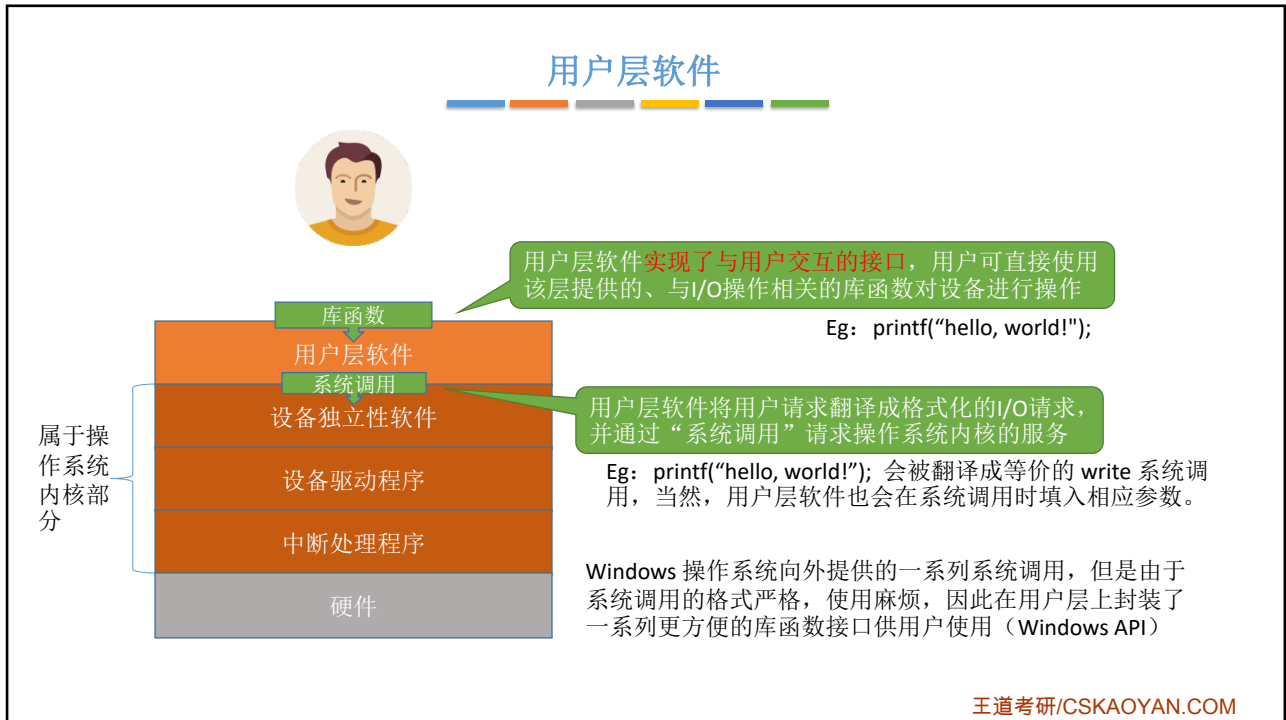 用户层软件
用户层软件实现了与用户交互的接口，用户可直接使用
该层提供的、与I/O操作相关的库函数对设备进行操作
Eg：printf(“hello, world!");
库函数
用户层软件
系统调用
设备独立性软件
设备驱动程序
中断处理程序
硬件
属于操
作系统
内核部
分
用户层软件将用户请求翻译成格式化的I/O请求，
并通过“系统调用”请求操作系统内核的服务
Eg：printf(“hello, world!”); 会被翻译成等价的 write 系统调
用，当然，用户层软件也会在系统调用时填入相应参数。
Windows 操作系统向外提供的一系列系统调用，但是由于
系统调用的格式严格，使用麻烦，因此在用户层上封装了
一系列更方便的库函数接口供用户使用（Windows API）
王道考研/CSKAOYAN.COM